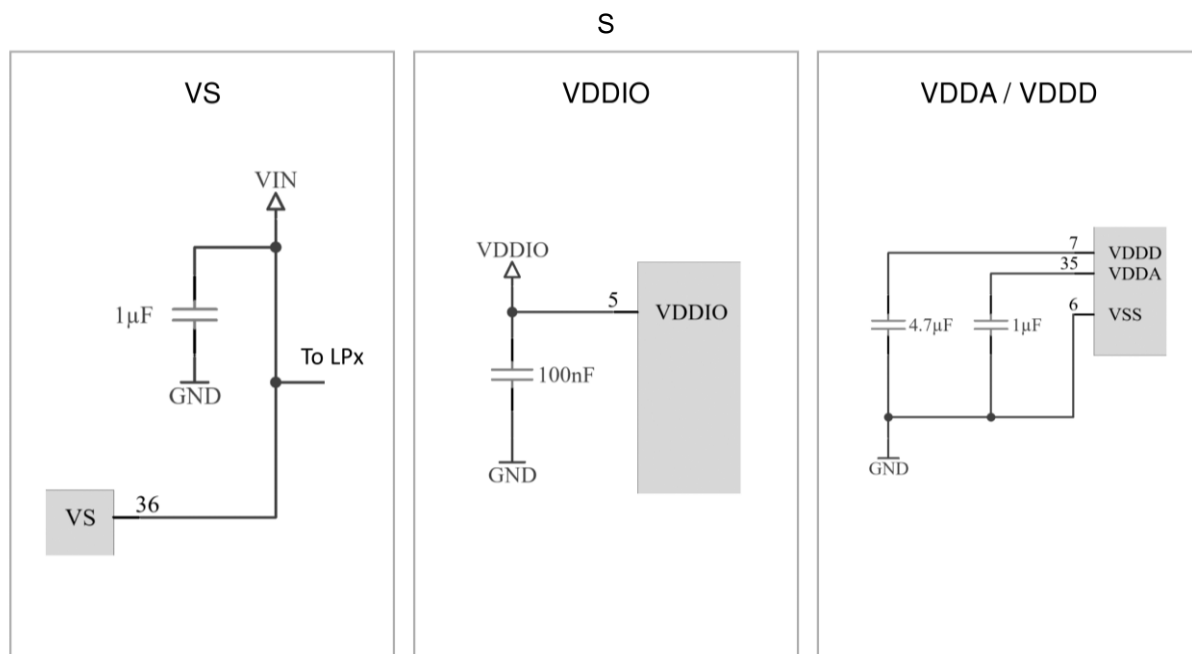 S
VS
VIN
1µF
GND
To LPx
VS
36
VDDIO
VDDIO
5
VDDIO
100nF
GND
VDDA / VDDD
7
VDDD
35
VDDA
6
VSS
4.7µF
1µF
GND